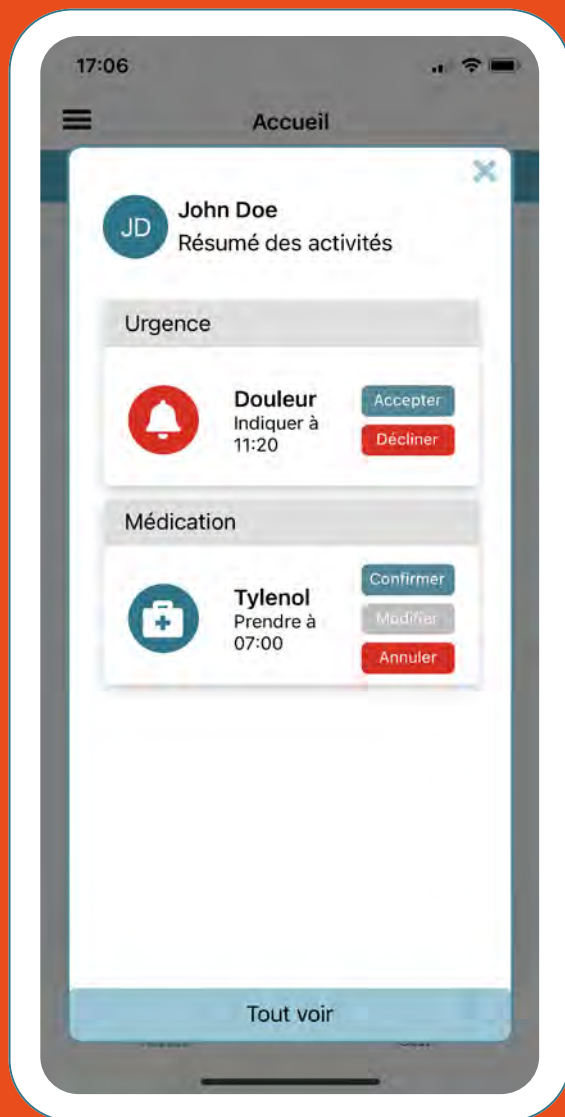 17:06
Accueil
JD
John Doe
Résumé des activités
Urgence
Douleur
Indiquer à
11:20
Accepter
Décliner
Médication
Tylenol
Prendre à
07:00
Confirmer
Modifier
Annuler
Tout voir